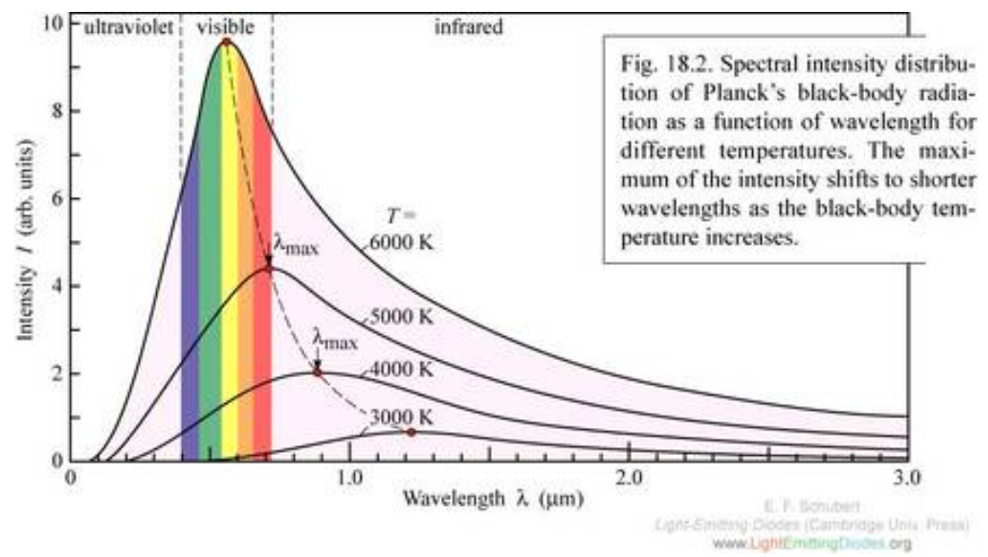 10
8
6
4
2
0
Intensity I (arb. units)
ultraviolet
visible
infrared
Fig. 18.2. Spectral intensity distribu-
tion of Planck's black-body radia-
tion as a function of wavelength for
different temperatures. The maxi-
mum of the intensity shifts to shorter
wavelengths as the black-body tem-
perature increases.
T =
6000 K
λmax
5000 K
λmax
4000 K
3000 K
0
1.0
2.0
3.0
Wavelength λ (μm)
E. F. Schubert
Light-Emitting Diodes (Cambridge Univ. Press)
www.LightEmittingDiodes.org